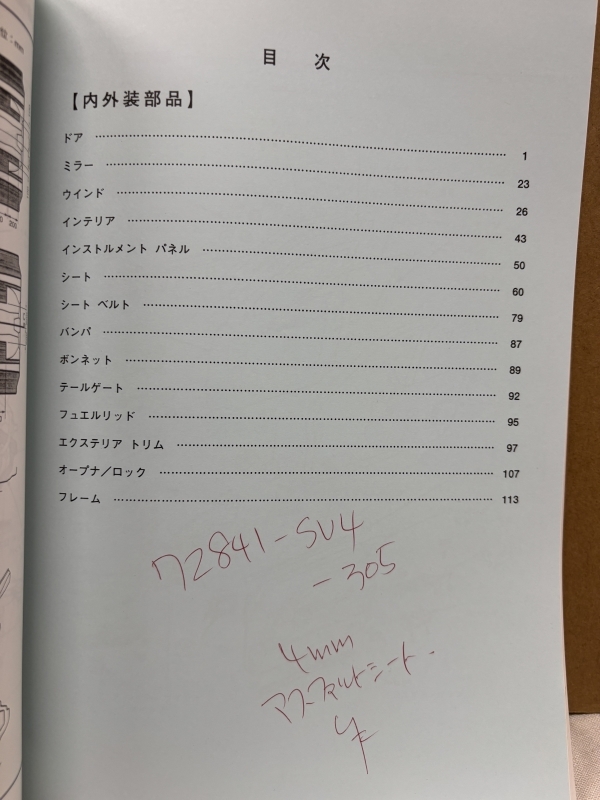 位:mm
目 次
【内外装部品】
ドア 1
ミラー 23
ウインド 26
インテリア 43
インストルメント パネル 50
シート 60
シート ベルト 79
バンパ 87
ボンネット 89
テールゲート 92
フュエルリッド 95
エクステリア トリム 97
オープナ/ロック 107
フレーム 113
72841-SV4
-305
4mm
アスファルトシート